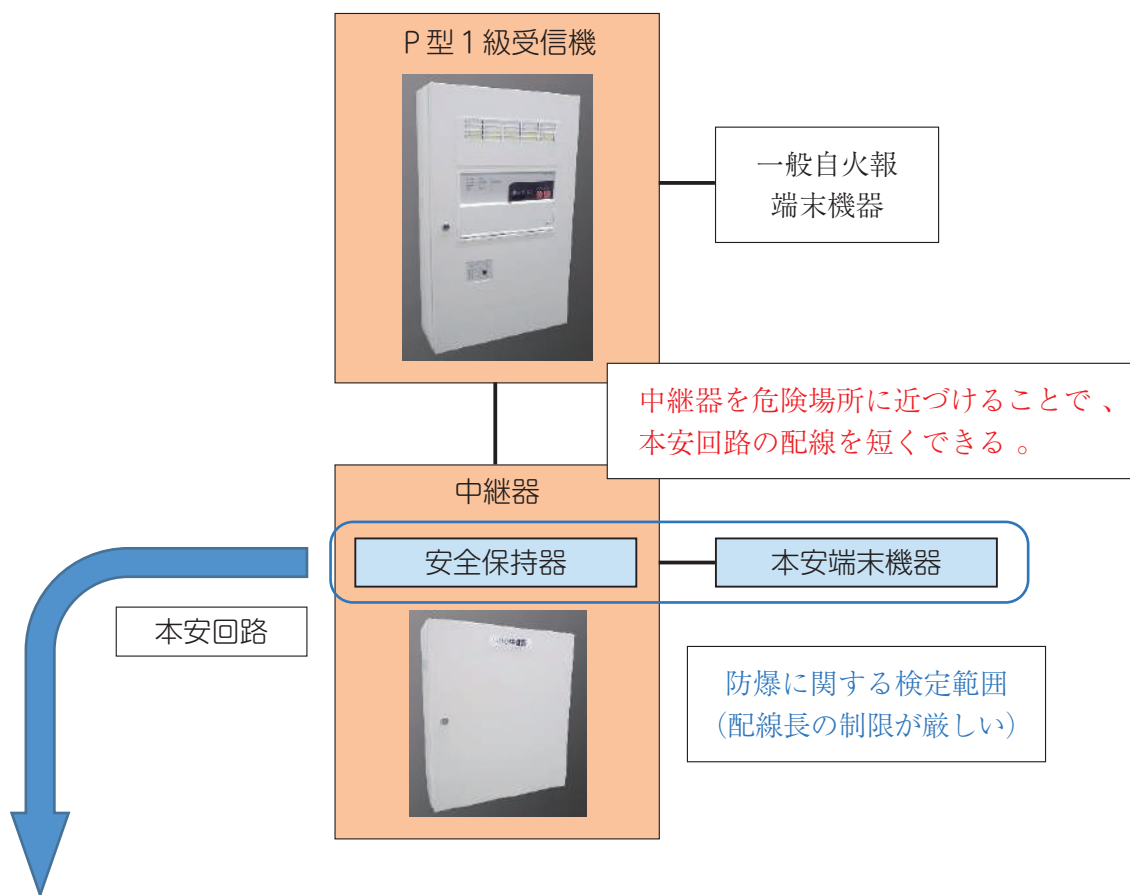 P型1級受信機
一般自火報
端末機器
中継器を危険場所に近づけることで、
本安回路の配線を短くできる。
中継器
安全保持器
本安端末機器
本安回路
防爆に関する検定範囲
(配線長の制限が厳しい)